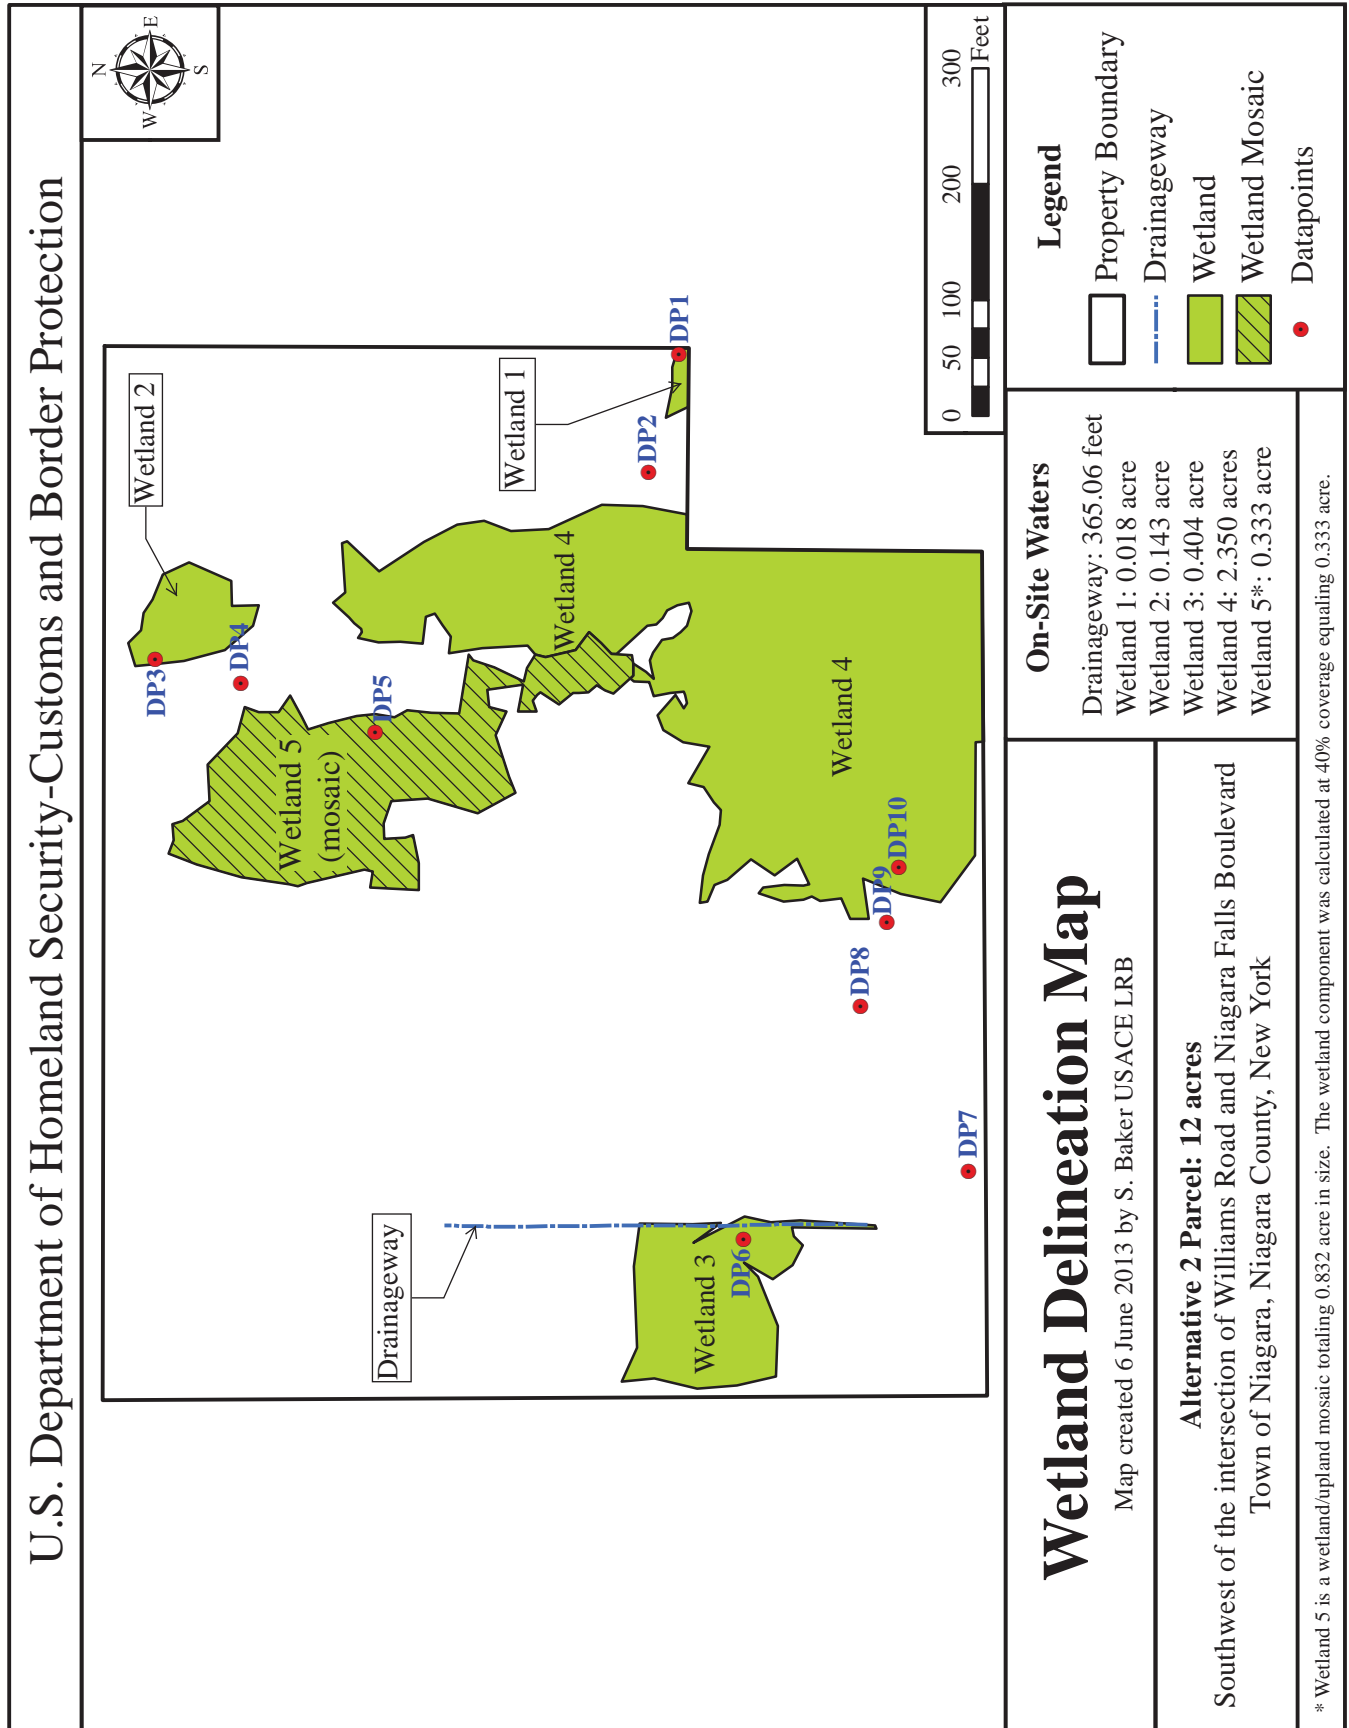 U.S. Department of Homeland Security-Customs and Border Protection
N
W
E
S
Wetland 2
DP3
DP4
Wetland 5
(mosaic)
DP5
Drainageway
Wetland 1
DP1
DP2
Wetland 4
Wetland 3
DP6
Wetland 4
DP8
DP9
DP10
DP7
0 50 100 200 300
Feet
Wetland Delineation Map
Map created 6 June 2013 by S. Baker USACE LRB
Alternative 2 Parcel: 12 acres
Southwest of the intersection of Williams Road and Niagara Falls Boulevard
Town of Niagara, Niagara County, New York
On-Site Waters
Drainageway: 365.06 feet
Wetland 1: 0.018 acre
Wetland 2: 0.143 acre
Wetland 3: 0.404 acre
Wetland 4: 2.350 acres
Wetland 5*: 0.333 acre
Legend
Property Boundary
Drainageway
Wetland
Wetland Mosaic
Datapoints
* Wetland 5 is a wetland/upland mosaic totaling 0.832 acre in size. The wetland component was calculated at 40% coverage equaling 0.333 acre.